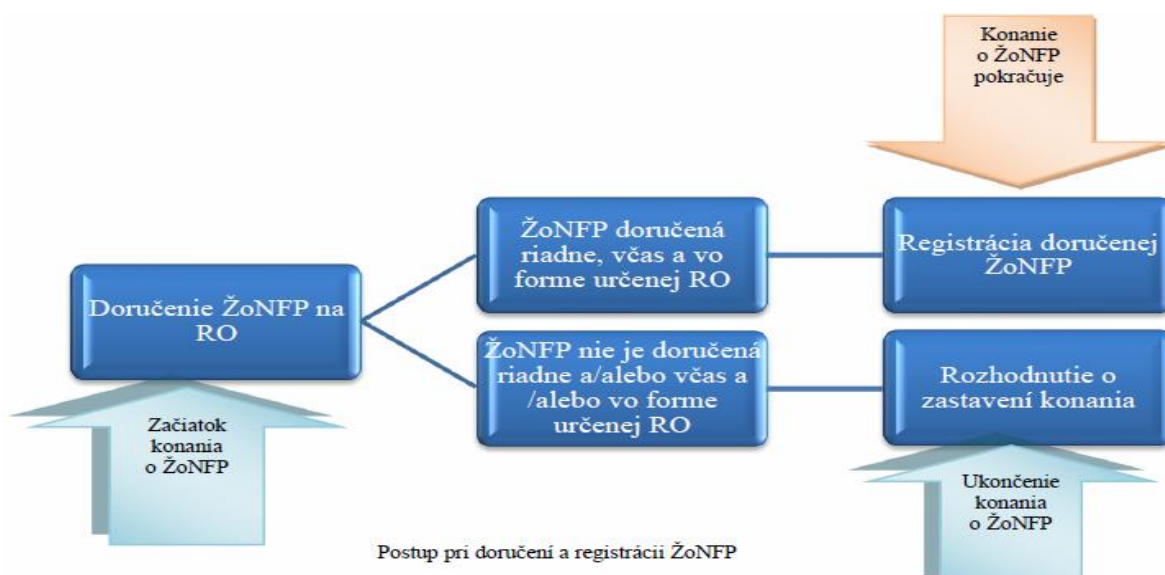 Konanie
o ŽoNFP
pokračuje
ŽoNFP doručená
riadne, včas a vo
forme určenej RO
Registrácia doručenej
ŽoNFP
Doručenie ŽoNFP na
RO
ŽoNFP nie je doručená
riadne a/alebo včas a
/alebo vo forme
určenej RO
Rozhodnutie o
zastavení konania
Začiatok
konania
o ŽoNFP
Ukončenie
konania
o ŽoNFP
Postup pri doručení a registrácii ŽoNFP